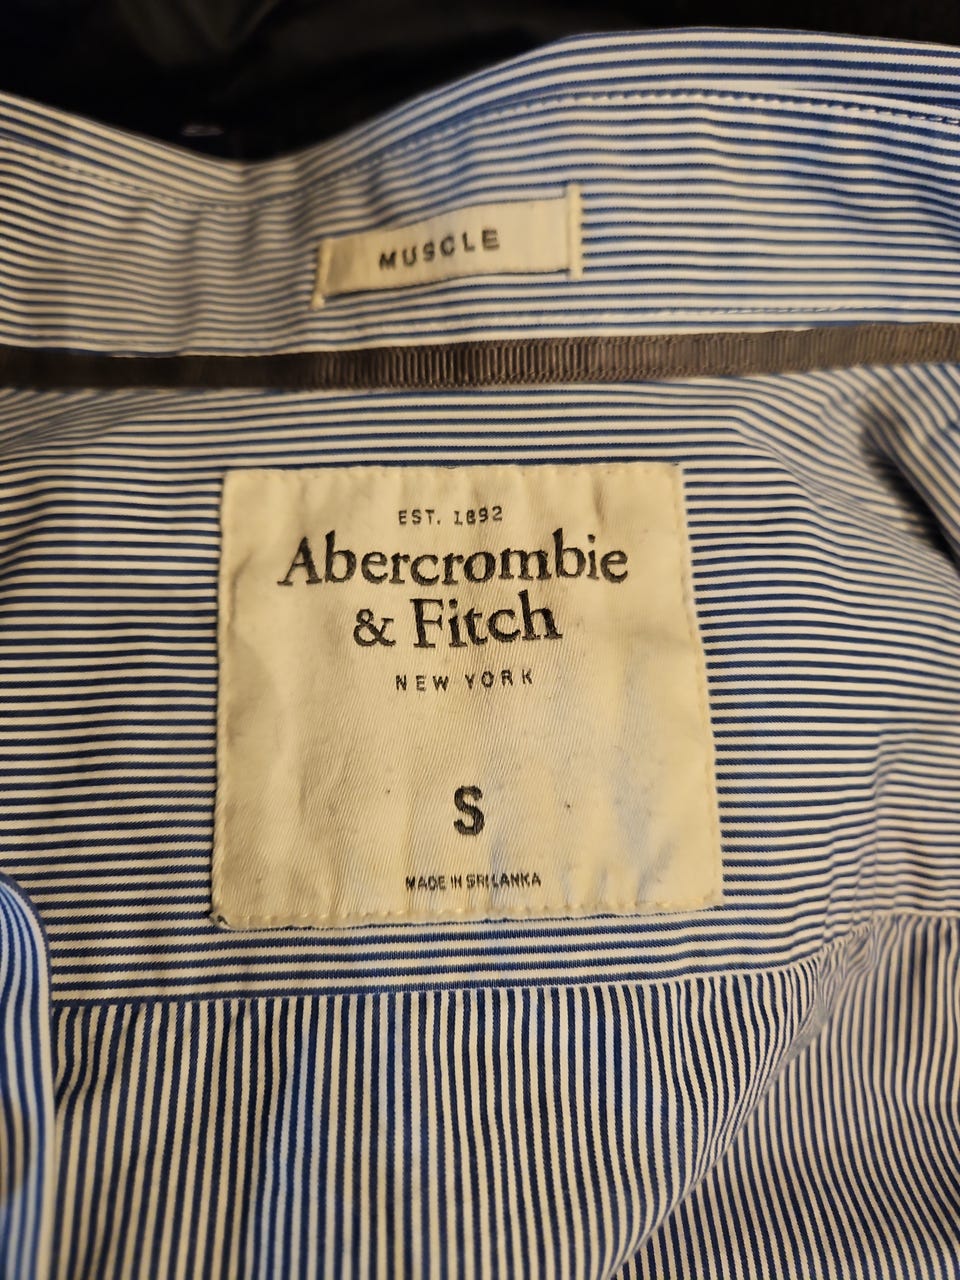 MUSCLE
EST. 1892
Abercrombie
& Fitch
NEW YORK
S
MADE IN SRI LANKA